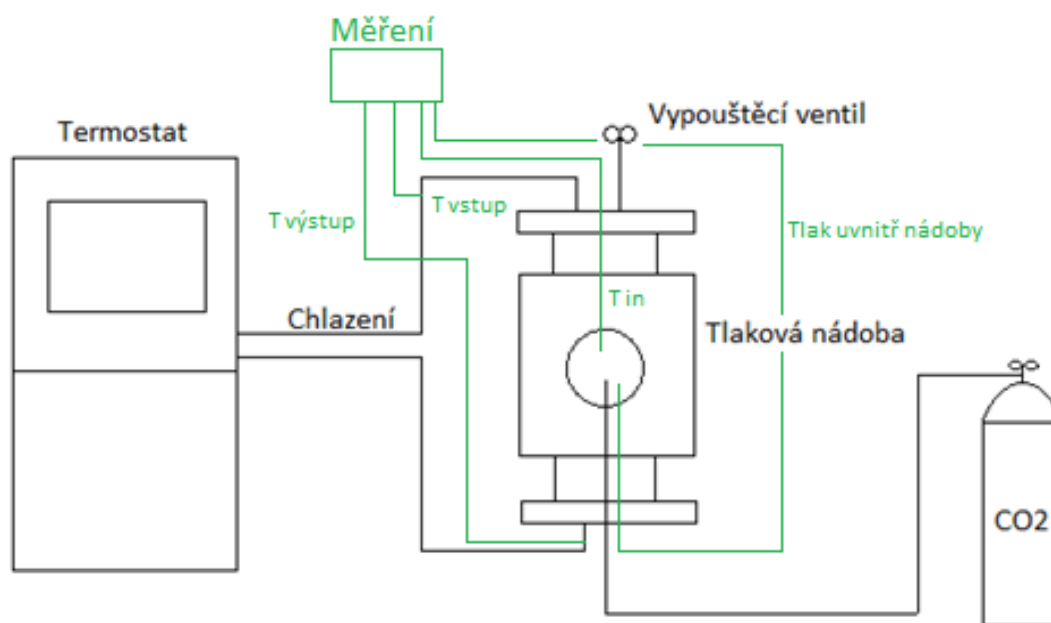 Měření
Termostat
Vypouštěcí ventil
T výstup
T vstup
Tlak uvnitř nádoby
T in
Chlazení
Tlaková nádoba
CO2